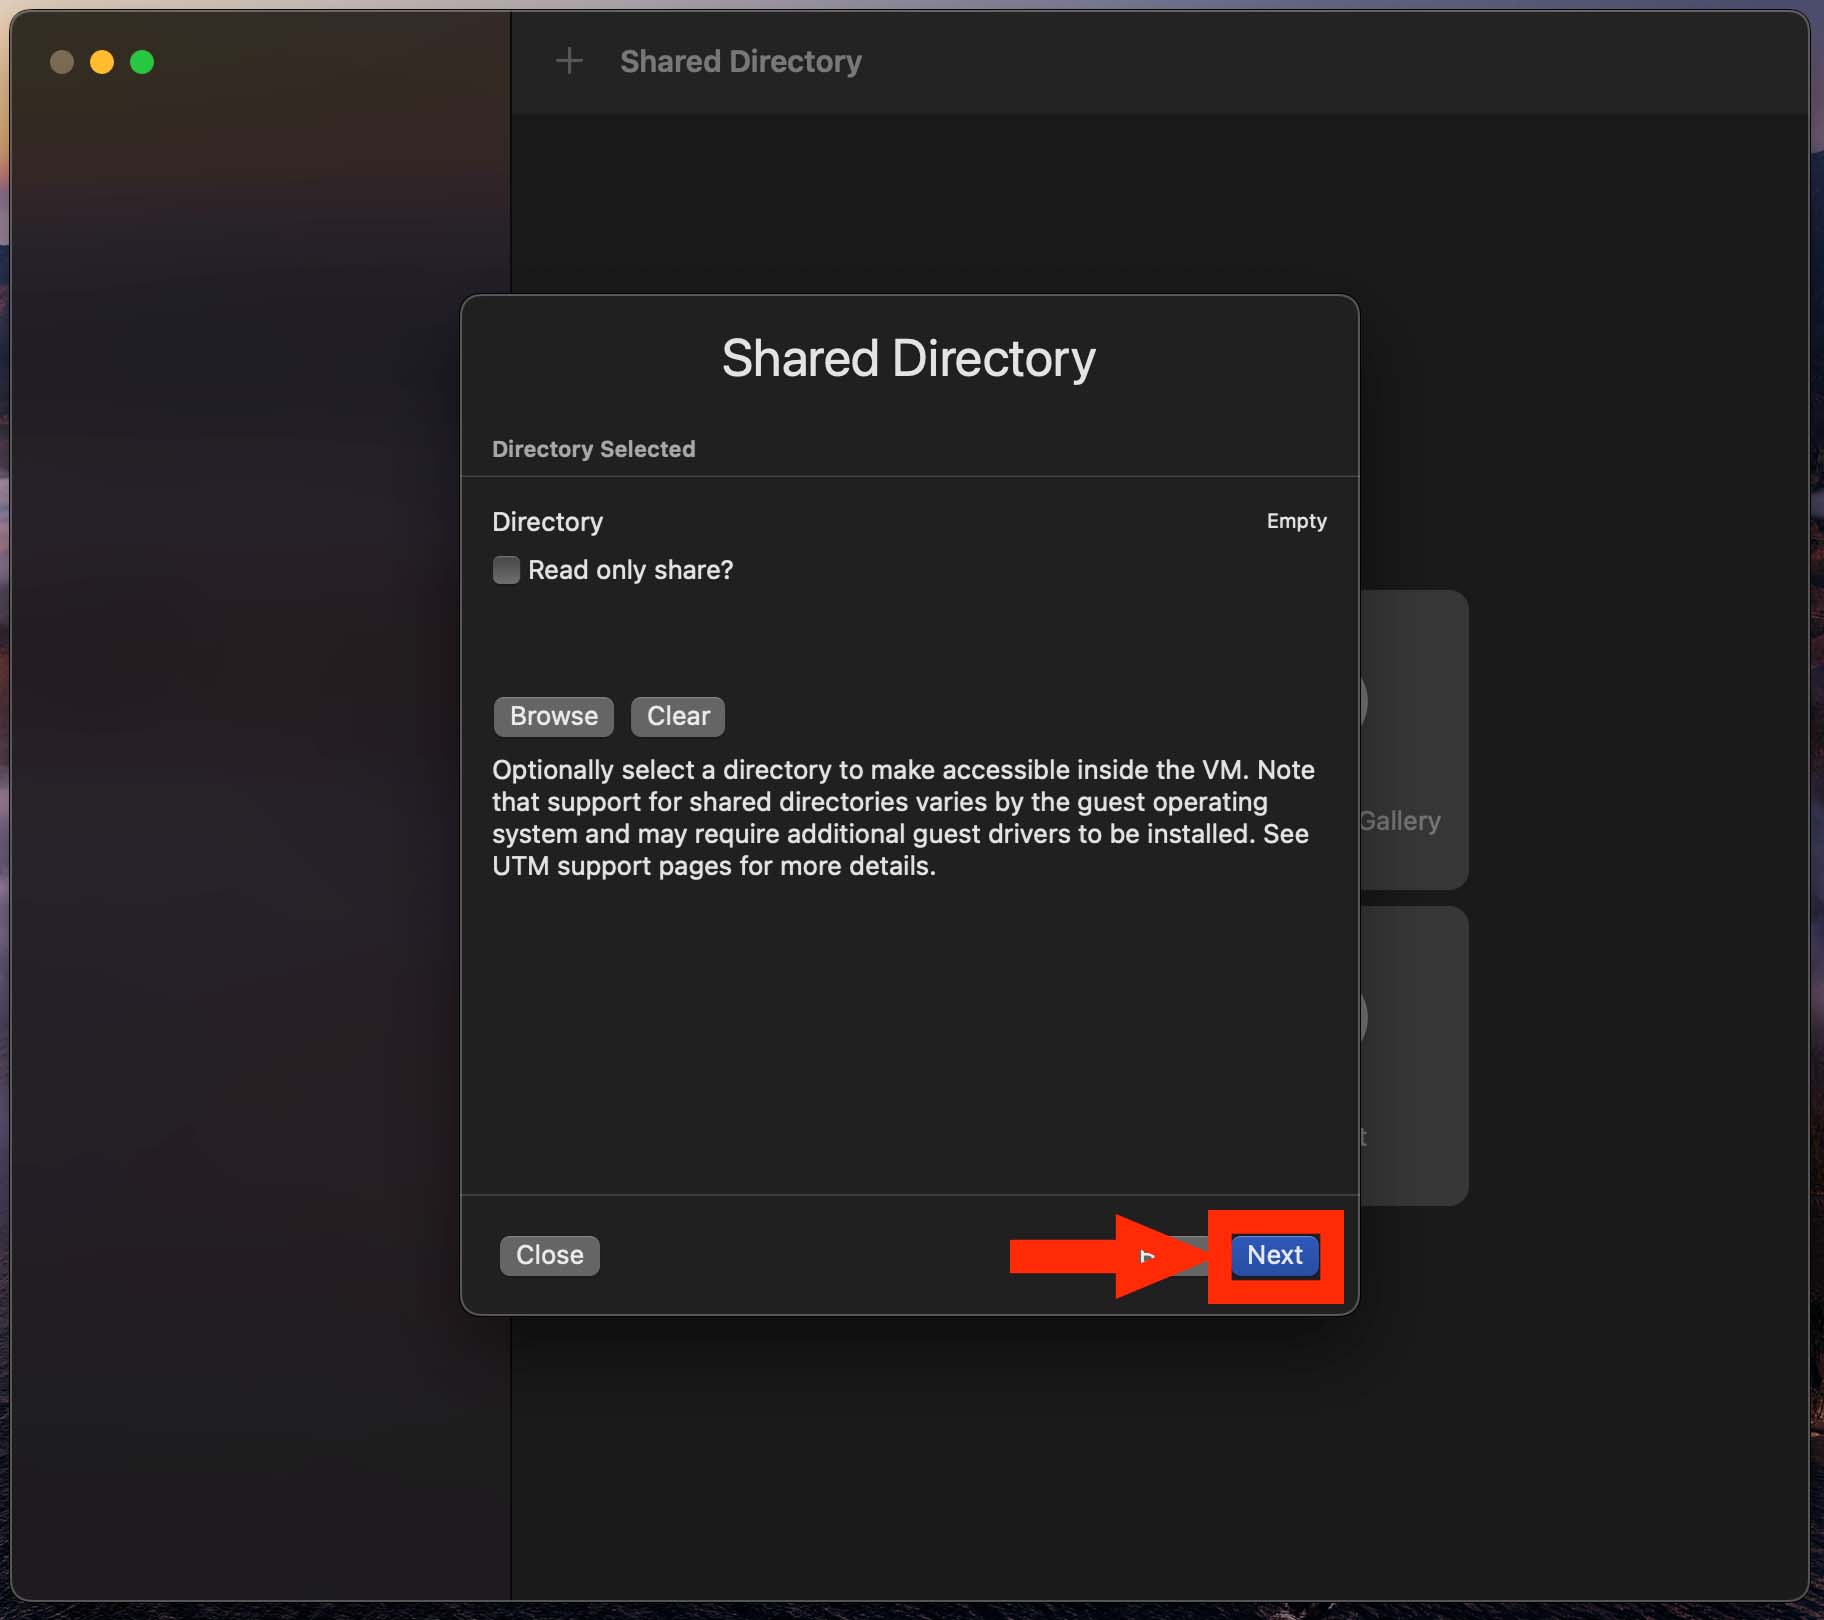 Shared Directory
Shared Directory
Directory Selected
Directory
Empty
Read only share?
Browse
Clear
Optionally select a directory to make accessible inside the VM. Note
that support for shared directories varies by the guest operating
system and may require additional guest drivers to be installed. See
UTM support pages for more details.
Gallery
Close
Next